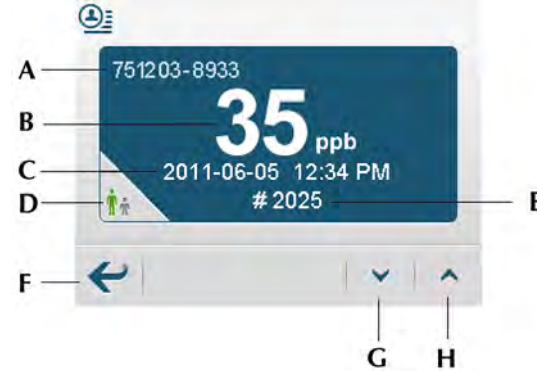 A 751203-8933
B 35 ppb
C 2011-06-05 12:34 PM
D
# 2025 E
F
G H